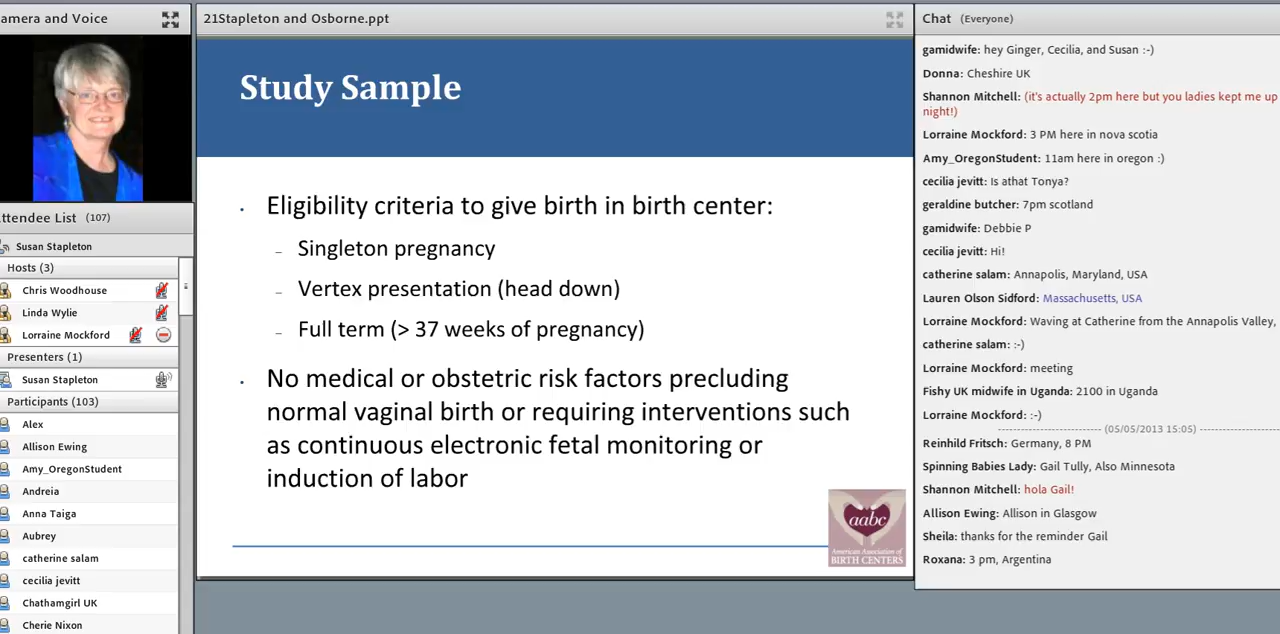 amera and Voice
ttendee List (107)
Susan Stapleton
Hosts (3)
Chris Woodhouse
Linda Wylie
Lorraine Mockford
Presenters (1)
Susan Stapleton
Participants (103)
Alex
Allison Ewing
Amy_OregonStudent
Andreia
Anna Taiga
Aubrey
catherine salam
cecilia jevitt
Chathamgirl UK
Cherie Nixon
21Stapleton and Osborne.ppt
Study Sample
· Eligibility criteria to give birth in birth center:
– Singleton pregnancy
– Vertex presentation (head down)
– Full term (> 37 weeks of pregnancy)
· No medical or obstetric risk factors precluding
normal vaginal birth or requiring interventions such
as continuous electronic fetal monitoring or
induction of labor
aabc
American Association of
BIRTH CENTERS
Chat (Everyone)
gamidwife: hey Ginger, Cecilia, and Susan :-)
Donna: Cheshire UK
Shannon Mitchell: (it's actually 2pm here but you ladies kept me up
night!)
Lorraine Mockford: 3 PM here in nova scotia
Amy_OregonStudent: 11am here in oregon :)
cecilia jevitt: Is athat Tonya?
geraldine butcher: 7pm scotland
gamidwife: Debbie P
cecilia jevitt: Hi!
catherine salam: Annapolis, Maryland, USA
Lauren Olson Sidford: Massachusetts, USA
Lorraine Mockford: Waving at Catherine from the Annapolis Valley,
catherine salam: :-)
Lorraine Mockford: meeting
Fishy UK midwife in Uganda: 2100 in Uganda
Lorraine Mockford: :-)
(05/05/2013 15:05)
Reinhild Fritsch: Germany, 8 PM
Spinning Babies Lady: Gail Tully, Also Minnesota
Shannon Mitchell: hola Gail!
Allison Ewing: Allison in Glasgow
Sheila: thanks for the reminder Gail
Roxana: 3 pm, Argentina